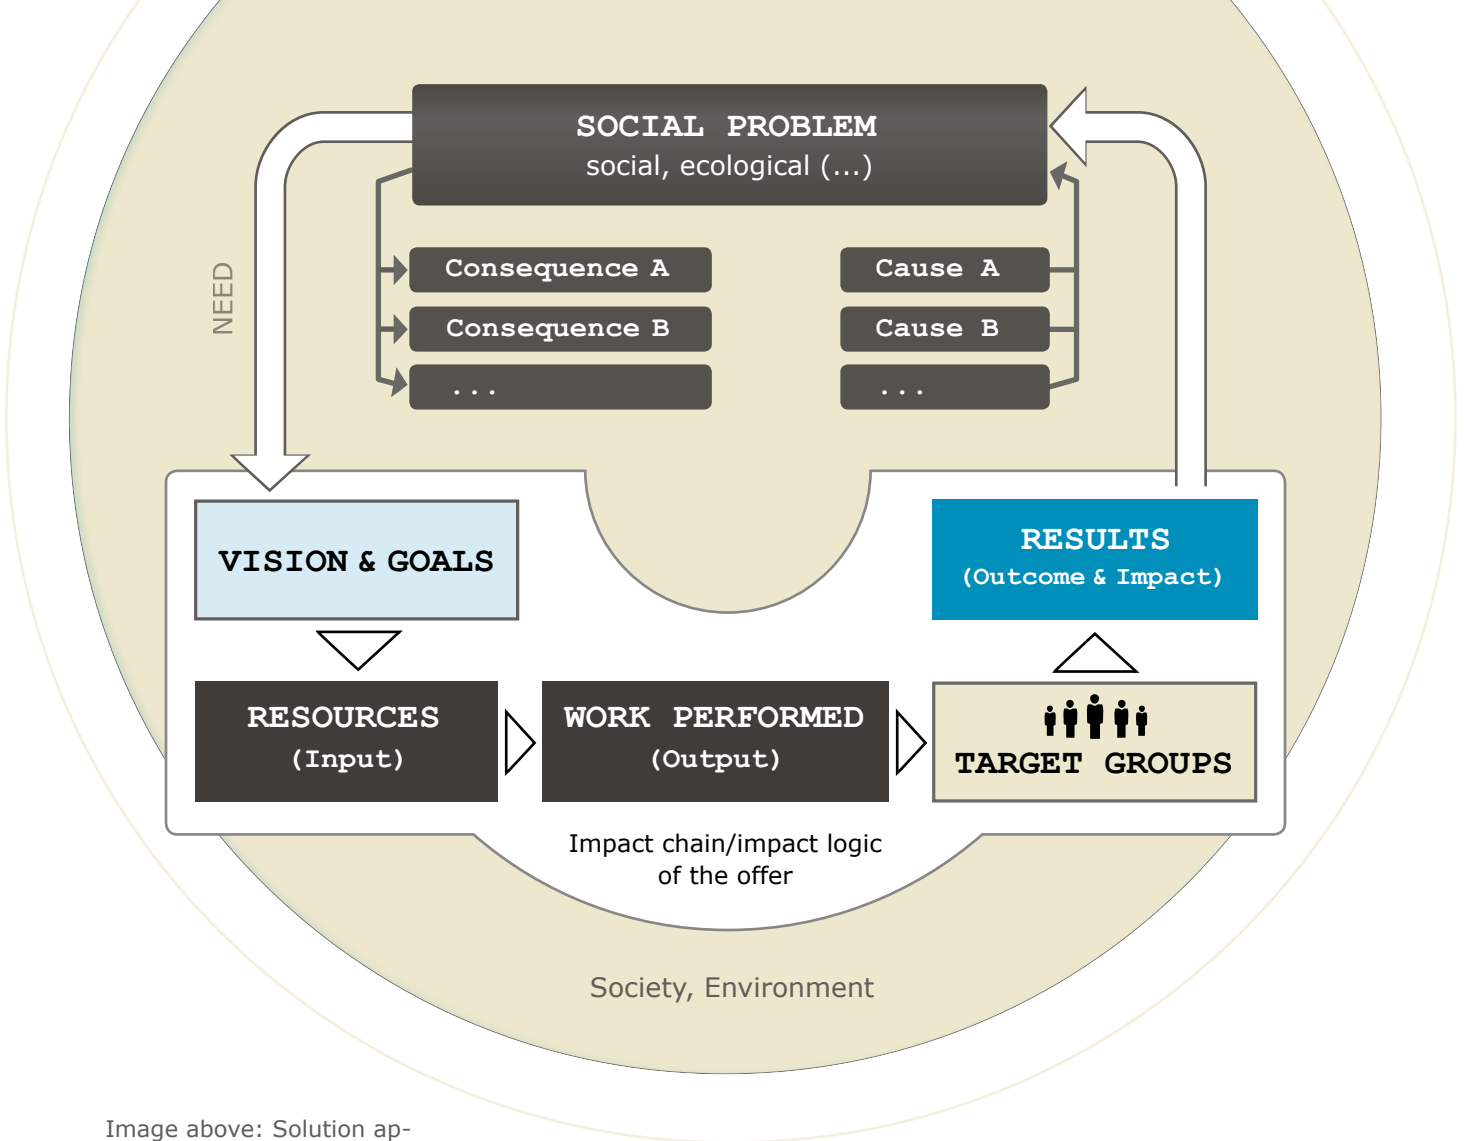 SOCIAL PROBLEM
social, ecological (...)
NEED
Consequence A
Consequence B
...
Cause A
Cause B
...
VISION & GOALS
RESULTS
(Outcome & Impact)
RESOURCES
(Input)
WORK PERFORMED
(Output)
TARGET GROUPS
Impact chain/impact logic
of the offer
Society, Environment
Image above: Solution ap-